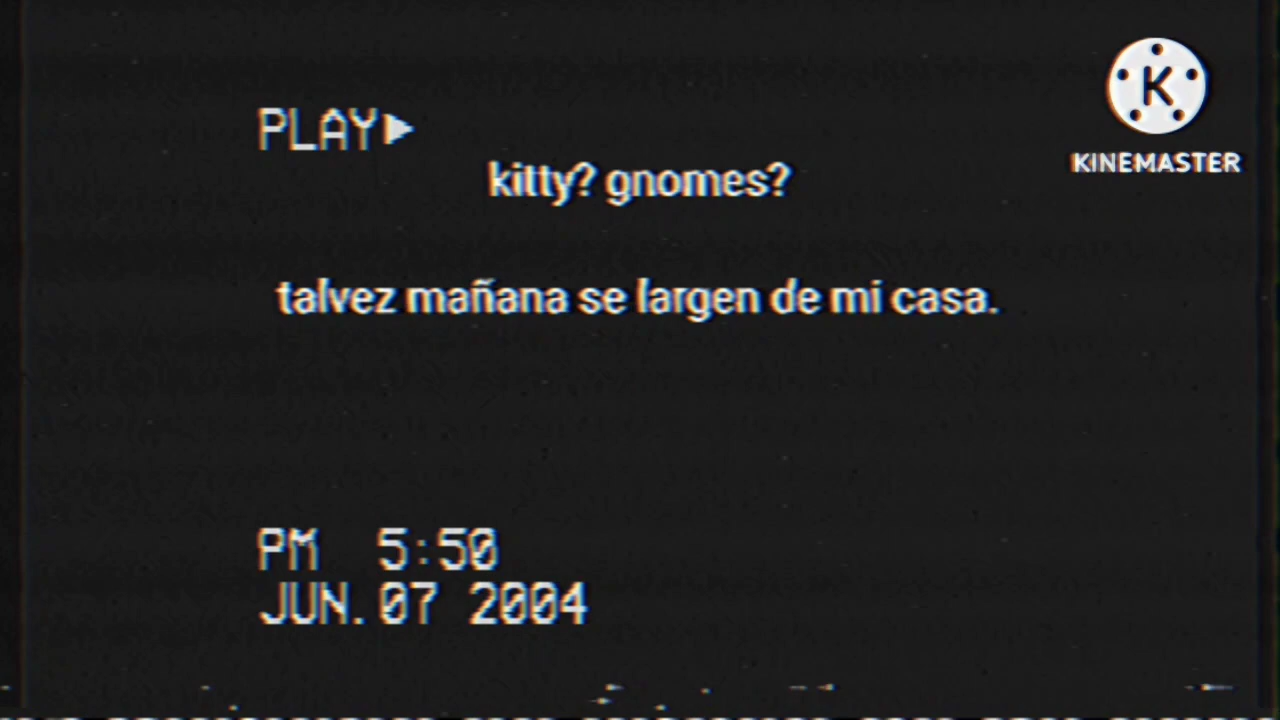 PLAY▶
K
KINEMASTER
kitty? gnomes?
talvez mañana se largen de mi casa.
PM 5:50
JUN. 07 2004